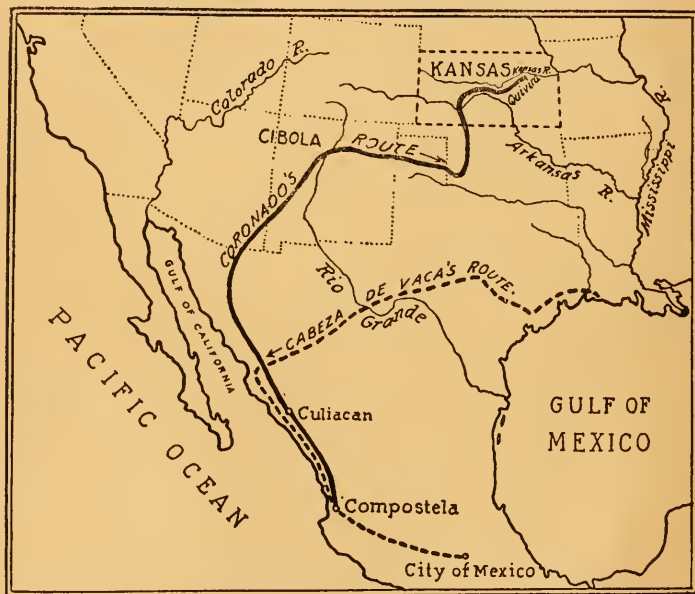 Colorado R.
KANSAS
Kansas R.
Quivira
CIBOLA
CORONADO'S ROUTE
Arkansas R.
Mississippi R.
GULF OF CALIFORNIA
Rio Grande
CABEZA DE VACA'S ROUTE.
PACIFIC OCEAN
Culiacan
GULF OF
MEXICO
Compostela
City of Mexico